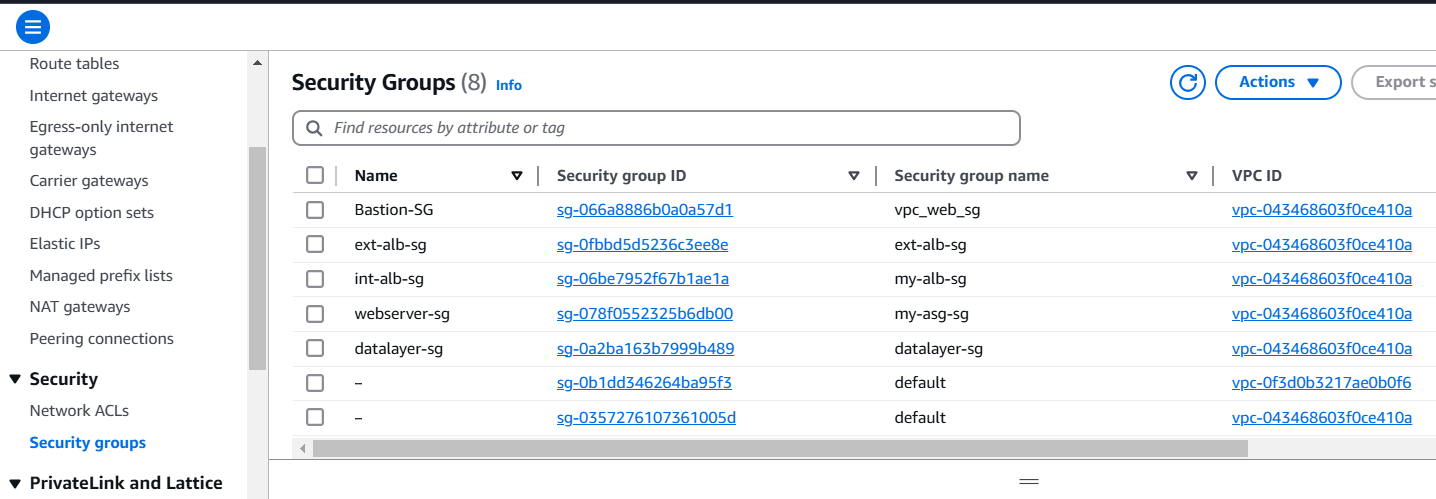 Route tables
Internet gateways
Egress-only internet
gateways
Carrier gateways
DHCP option sets
Elastic IPs
Managed prefix lists
NAT gateways
Peering connections
Security
Network ACLs
Security groups
PrivateLink and Lattice
Security Groups (8) Info
Actions
Export s
Find resources by attribute or tag
Name Security group ID Security group name VPC ID
Bastion-SG sg-066a8886b0a0a57d1 vpc_web_sg vpc-043468603f0ce410a
ext-alb-sg sg-0fbbd5d5236c3ee8e ext-alb-sg vpc-043468603f0ce410a
int-alb-sg sg-06be7952f67b1ae1a my-alb-sg vpc-043468603f0ce410a
webserver-sg sg-078f0552325b6db00 my-asg-sg vpc-043468603f0ce410a
datalayer-sg sg-0a2ba163b7999b489 datalayer-sg vpc-043468603f0ce410a
– sg-0b1dd346264ba95f3 default vpc-0f3d0b3217ae0b0f6
– sg-0357276107361005d default vpc-043468603f0ce410a